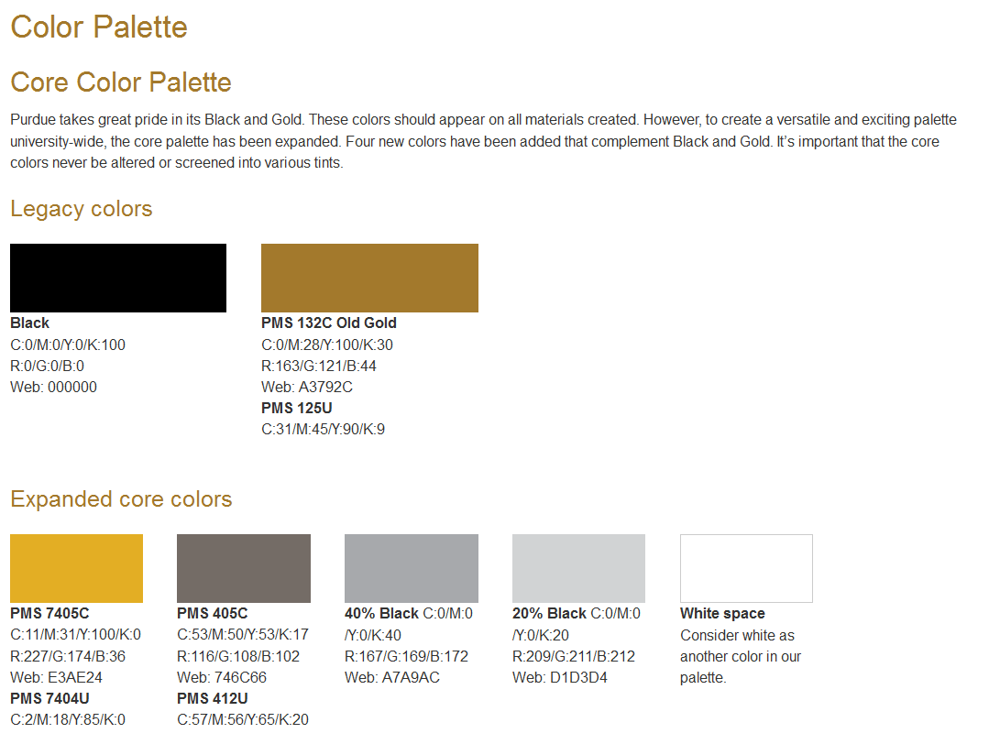 Color Palette
Core Color Palette
Purdue takes great pride in its Black and Gold. These colors should appear on all materials created. However, to create a versatile and exciting palette
university-wide, the core palette has been expanded. Four new colors have been added that complement Black and Gold. It’s important that the core
colors never be altered or screened into various tints.
Legacy colors
Black
C:0/M:0/Y:0/K:100
R:0/G:0/B:0
Web: 000000
PMS 132C Old Gold
C:0/M:28/Y:100/K:30
R:163/G:121/B:44
Web: A3792C
PMS 125U
C:31/M:45/Y:90/K:9
Expanded core colors
PMS 7405C
C:11/M:31/Y:100/K:0
R:227/G:174/B:36
Web: E3AE24
PMS 7404U
C:2/M:18/Y:85/K:0
PMS 405C
C:53/M:50/Y:53/K:17
R:116/G:108/B:102
Web: 746C66
PMS 412U
C:57/M:56/Y:65/K:20
40% Black C:0/M:0
/Y:0/K:40
R:167/G:169/B:172
Web: A7A9AC
20% Black C:0/M:0
/Y:0/K:20
R:209/G:211/B:212
Web: D1D3D4
White space
Consider white as
another color in our
palette.